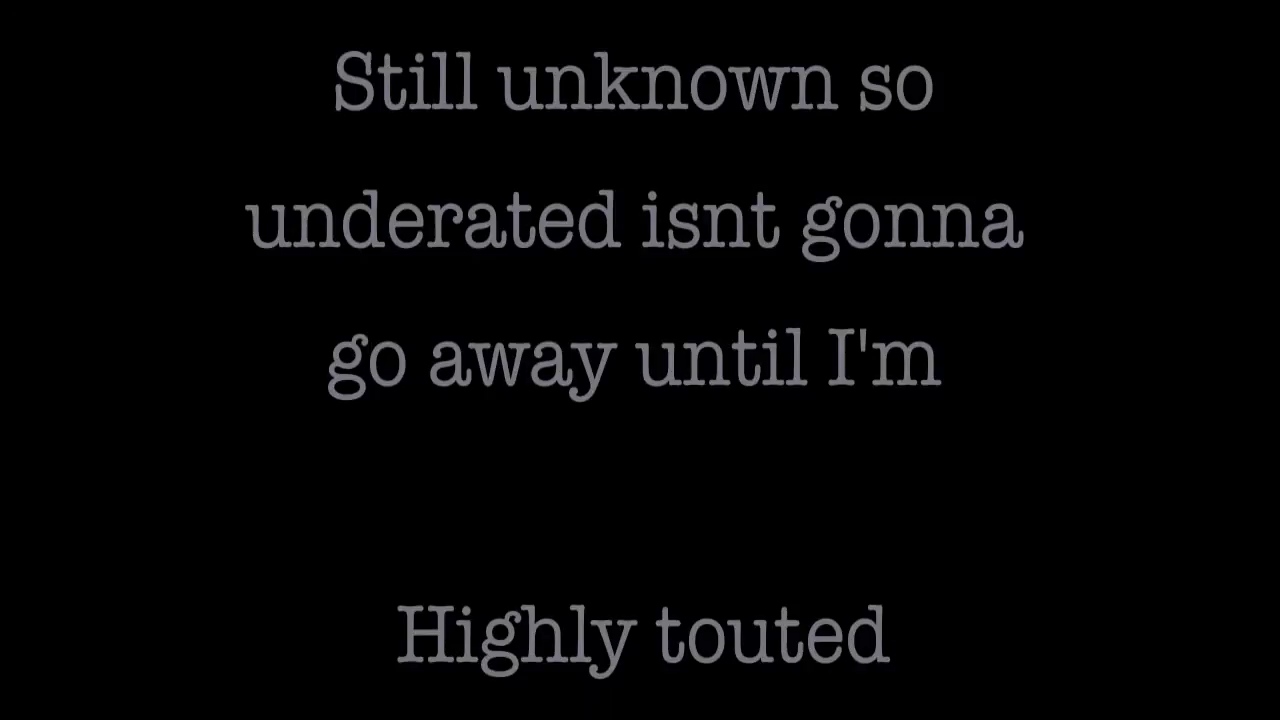 Still unknown so
underated isnt gonna
go away until I'm
Highly touted